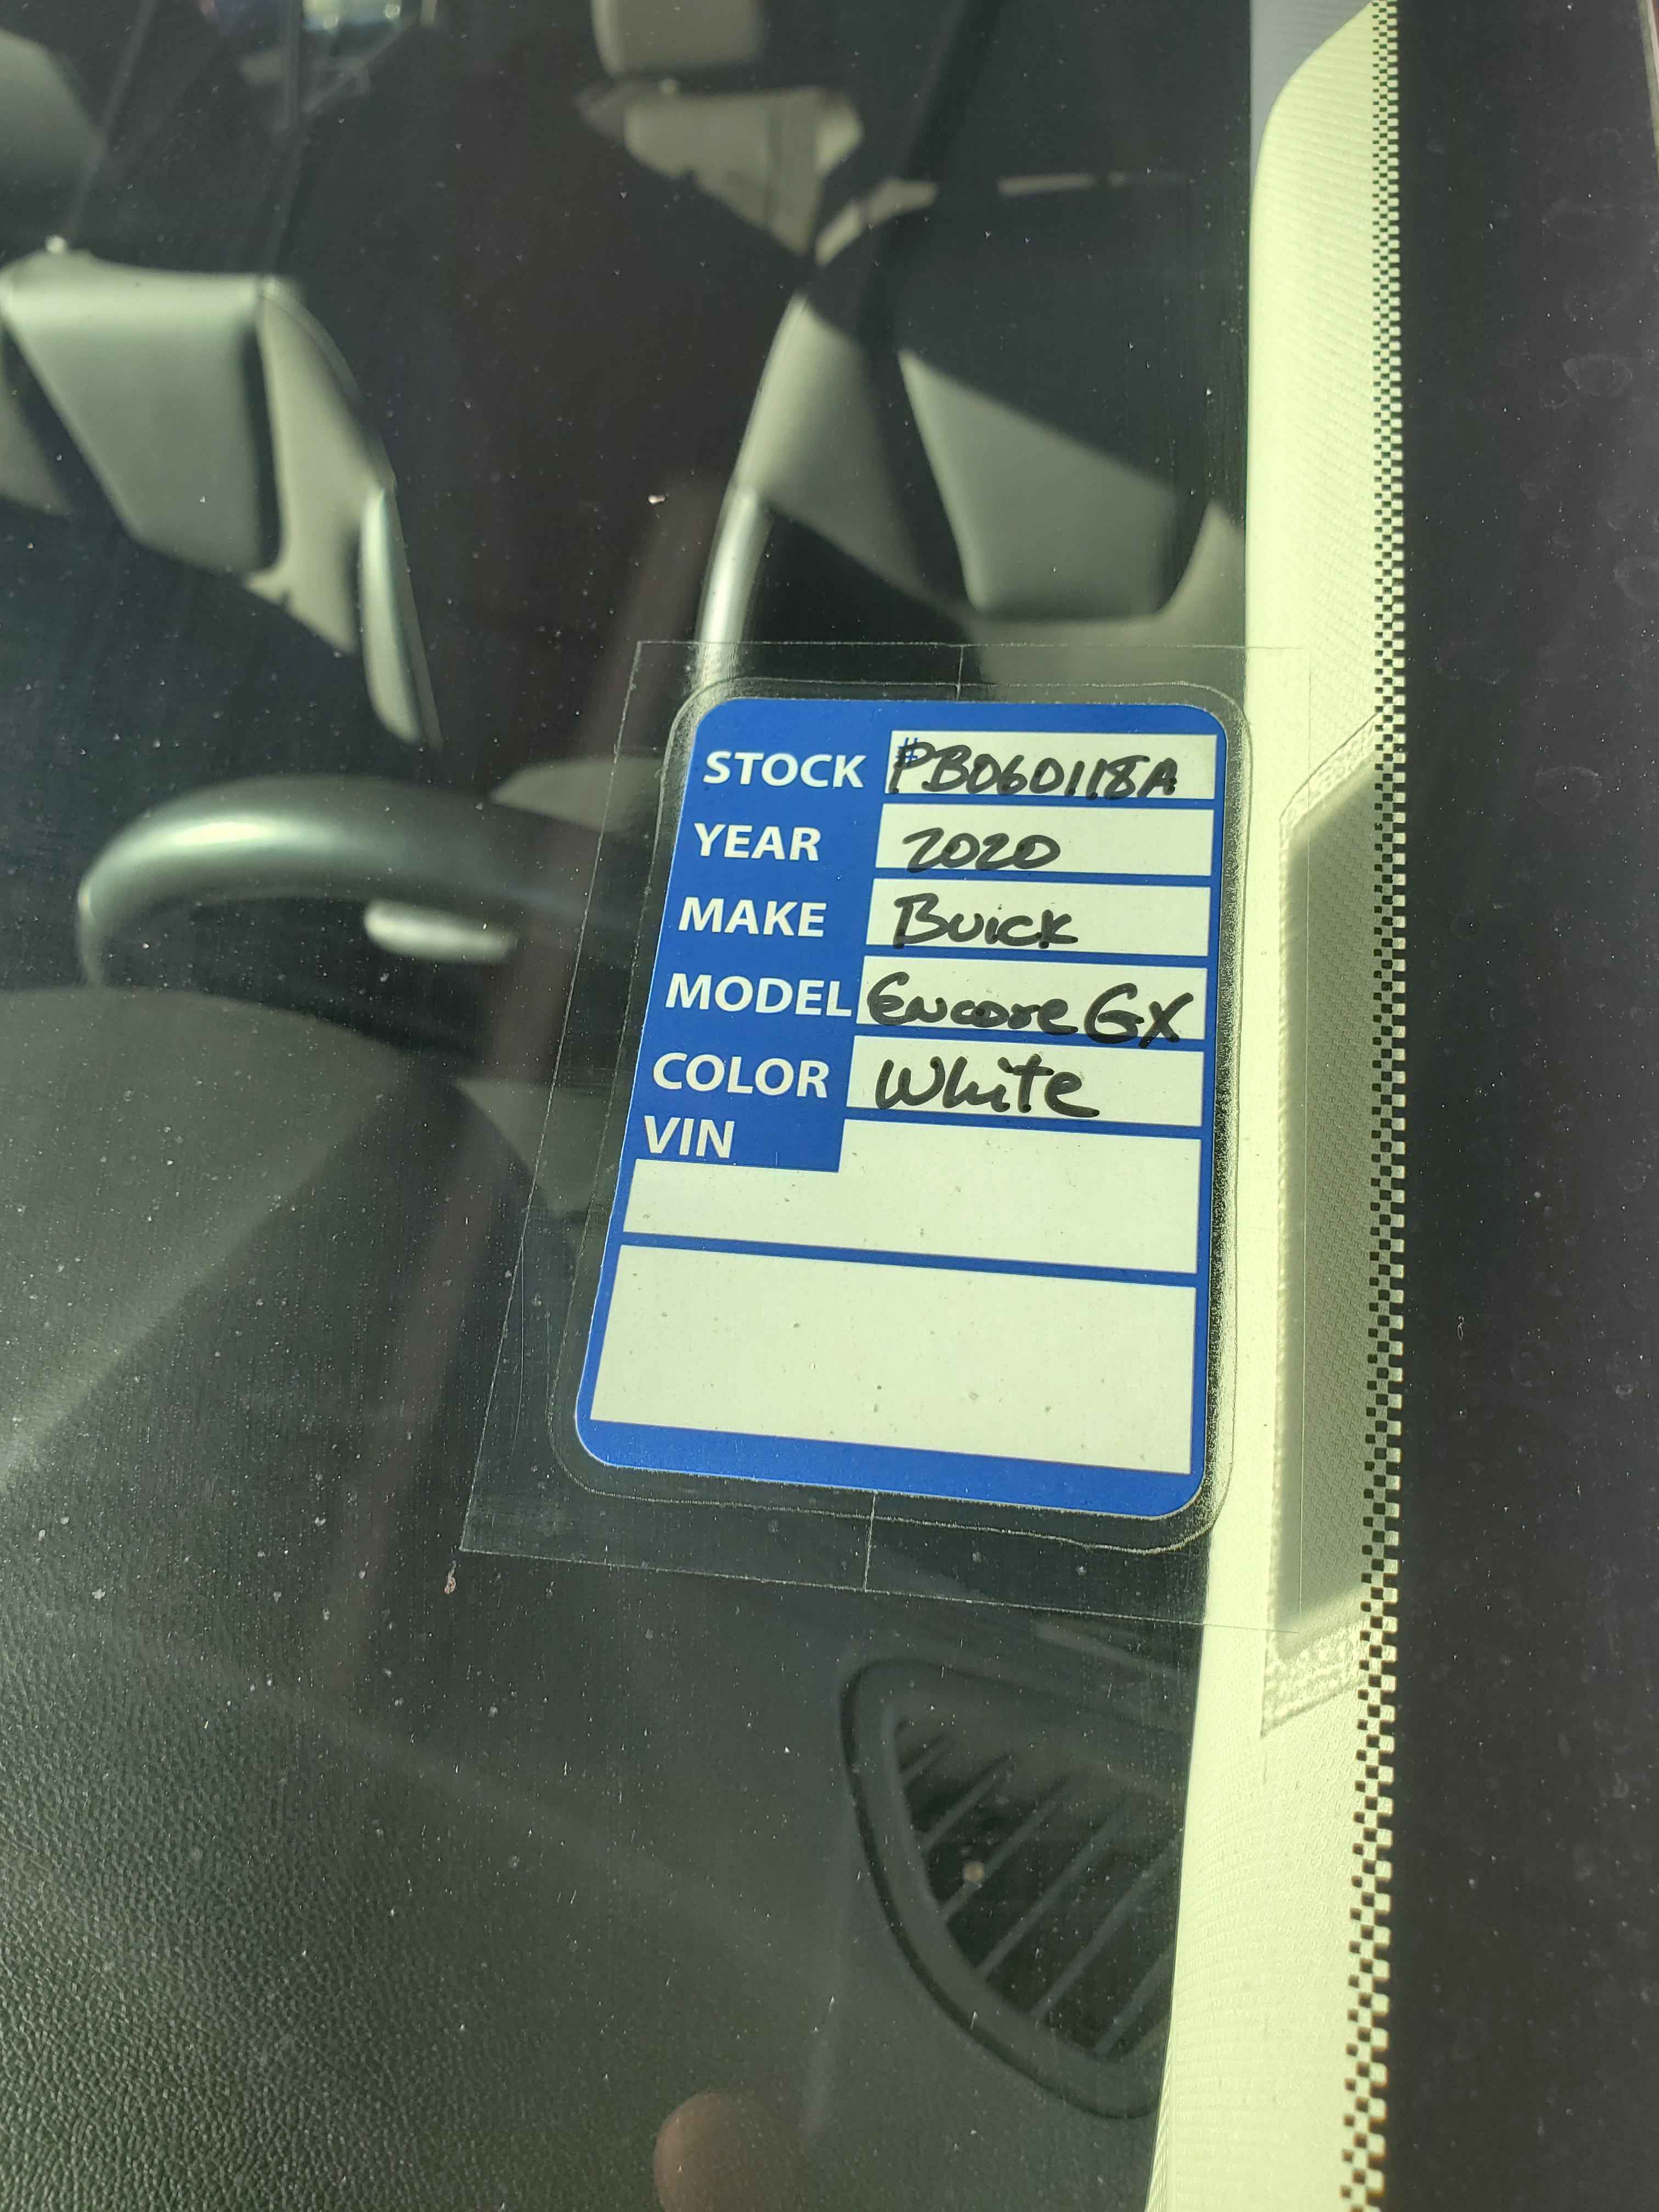 STOCK #PB060118A
YEAR 2020
MAKE Buick
MODEL Encore GX
COLOR White
VIN